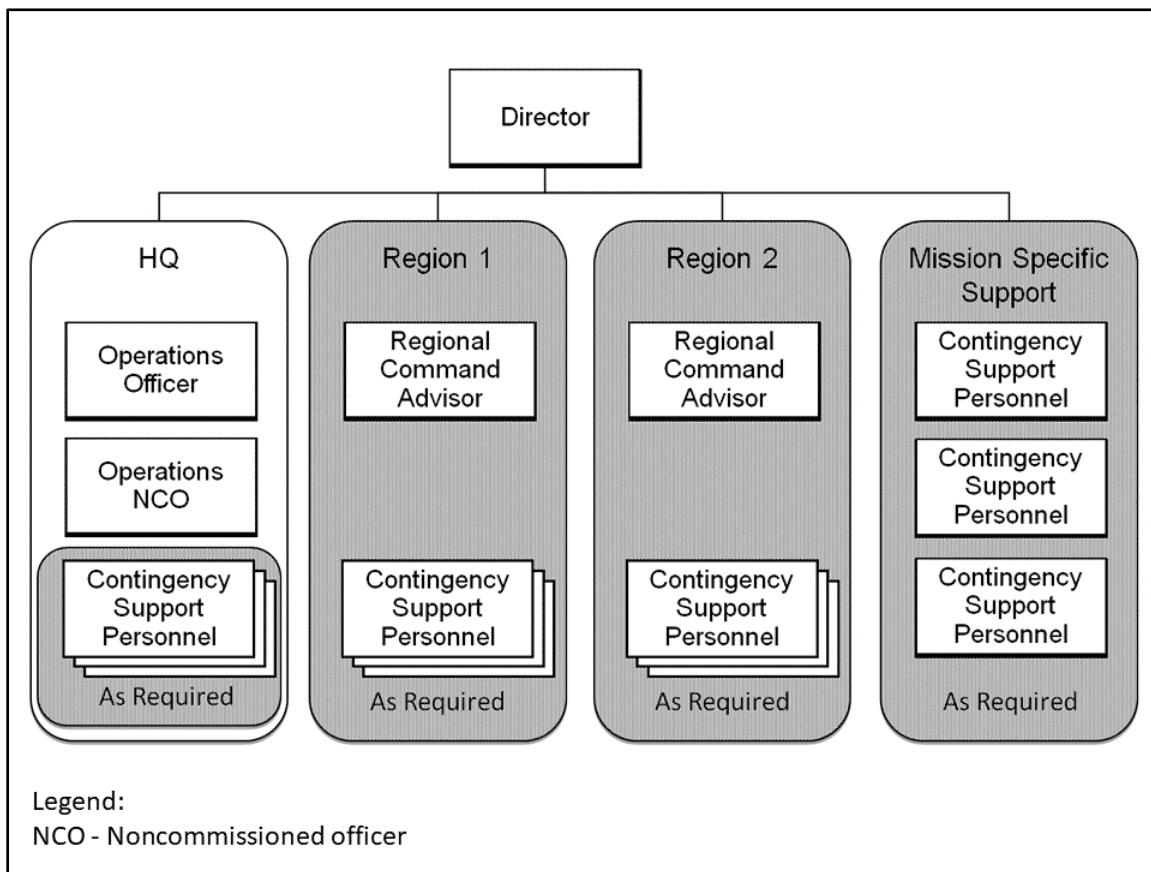 Director
HQ
Operations
Officer
Operations
NCO
Contingency
Support
Personnel
As Required
Region 1
Regional
Command
Advisor
Contingency
Support
Personnel
As Required
Region 2
Regional
Command
Advisor
Contingency
Support
Personnel
As Required
Mission Specific
Support
Contingency
Support
Personnel
Contingency
Support
Personnel
Contingency
Support
Personnel
As Required
Legend:
NCO - Noncommissioned officer